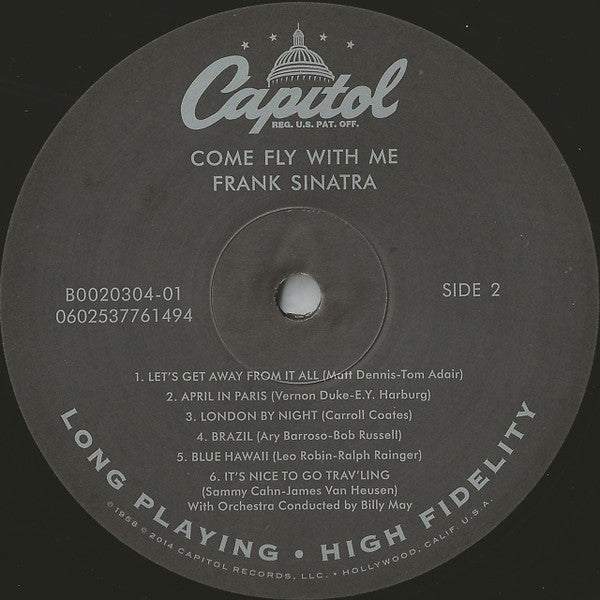 Capitol
REG. U.S. PAT. OFF.
COME FLY WITH ME
FRANK SINATRA
B0020304-01
0602537761494
SIDE 2
1. LET'S GET AWAY FROM IT ALL (Matt Dennis-Tom Adair)
2. APRIL IN PARIS (Vernon Duke-E.Y. Harburg)
3. LONDON BY NIGHT (Carroll Coates)
4. BRAZIL (Ary Barroso-Bob Russell)
5. BLUE HAWAII (Leo Robin-Ralph Rainger)
6. IT'S NICE TO GO TRAV'LING
(Sammy Cahn-James Van Heusen)
With Orchestra Conducted by Billy May
LONG PLAYING • HIGH FIDELITY
©1958 ℗2014 CAPITOL RECORDS, LLC. • HOLLYWOOD, CALIF. U.S.A.